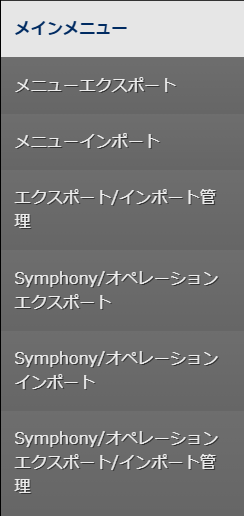 メインメニュー
メニューエクスポート
メニューインポート
エクスポート/インポート管
理
Symphony/オペレーション
エクスポート
Symphony/オペレーション
インポート
Symphony/オペレーション
エクスポート/インポート管
理